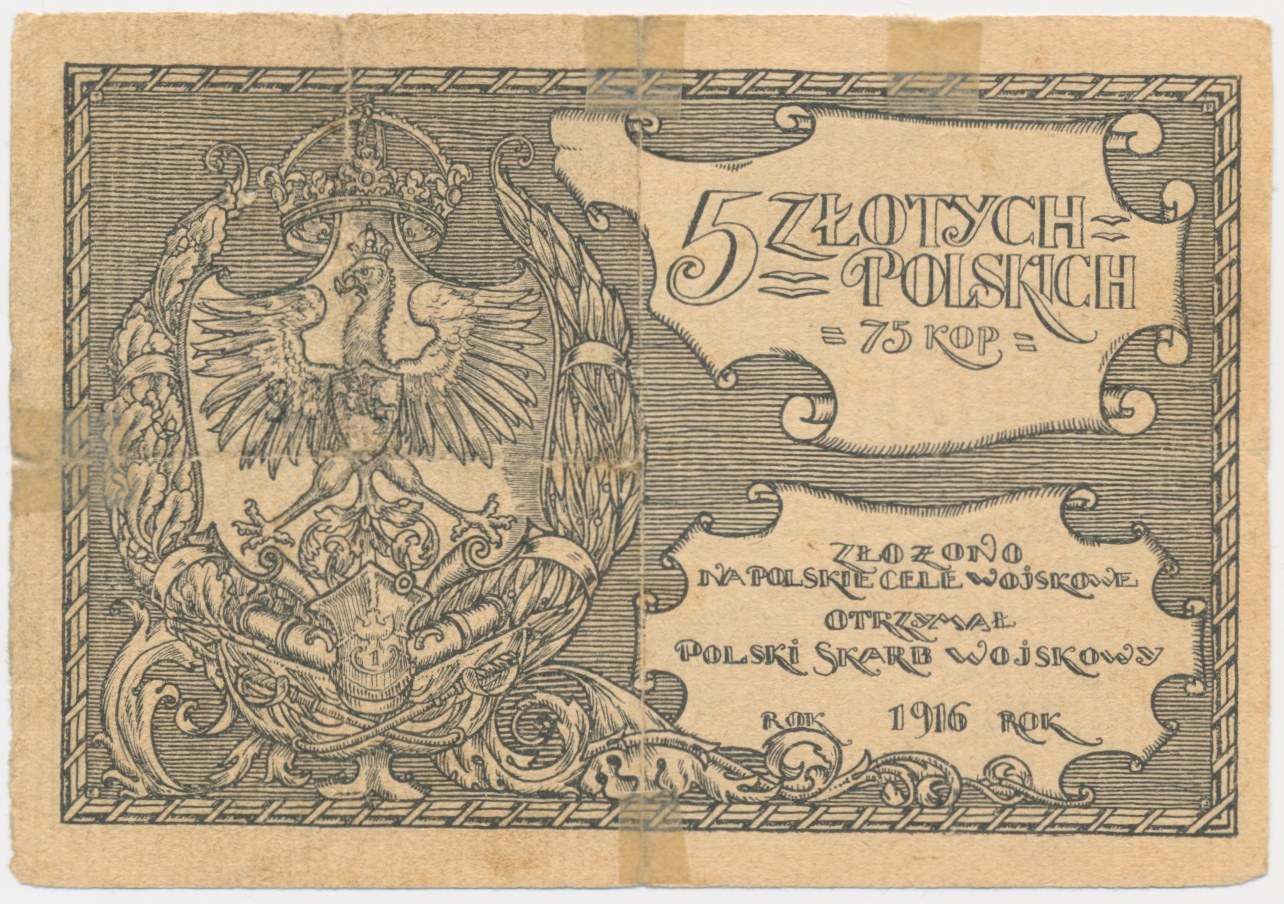 5 ZŁOTYCH=
= POLSKICH
= 75 KOP =
ZŁOŻONO
NA POLSKIE CELE WOJSKOWE
OTRZYMAŁ
POLSKI SKARB WOJSKOWY
ROK 1916 ROK